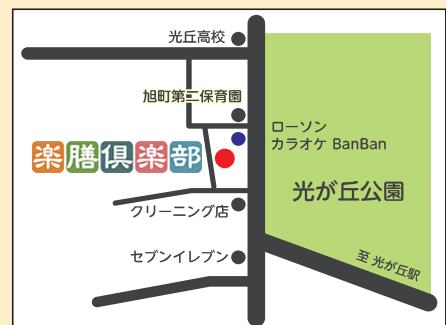 光丘高校
旭町第二保育園
ローソン
カラオケ BanBan
楽膳倶楽部
光が丘公園
クリーニング店
セブンイレブン
至 光が丘駅